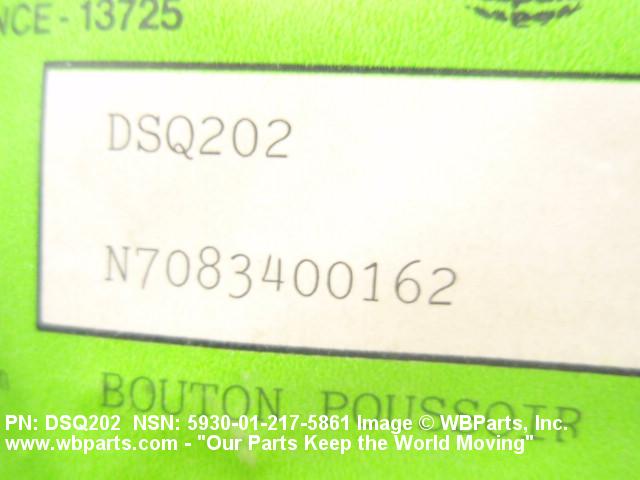 NCE - 13725
DSQ202
N7083400162
BOUTON POUSSOIR
PN: DSQ202 NSN: 5930-01-217-5861 Image © WBParts, Inc.
www.wbparts.com - "Our Parts Keep the World Moving"